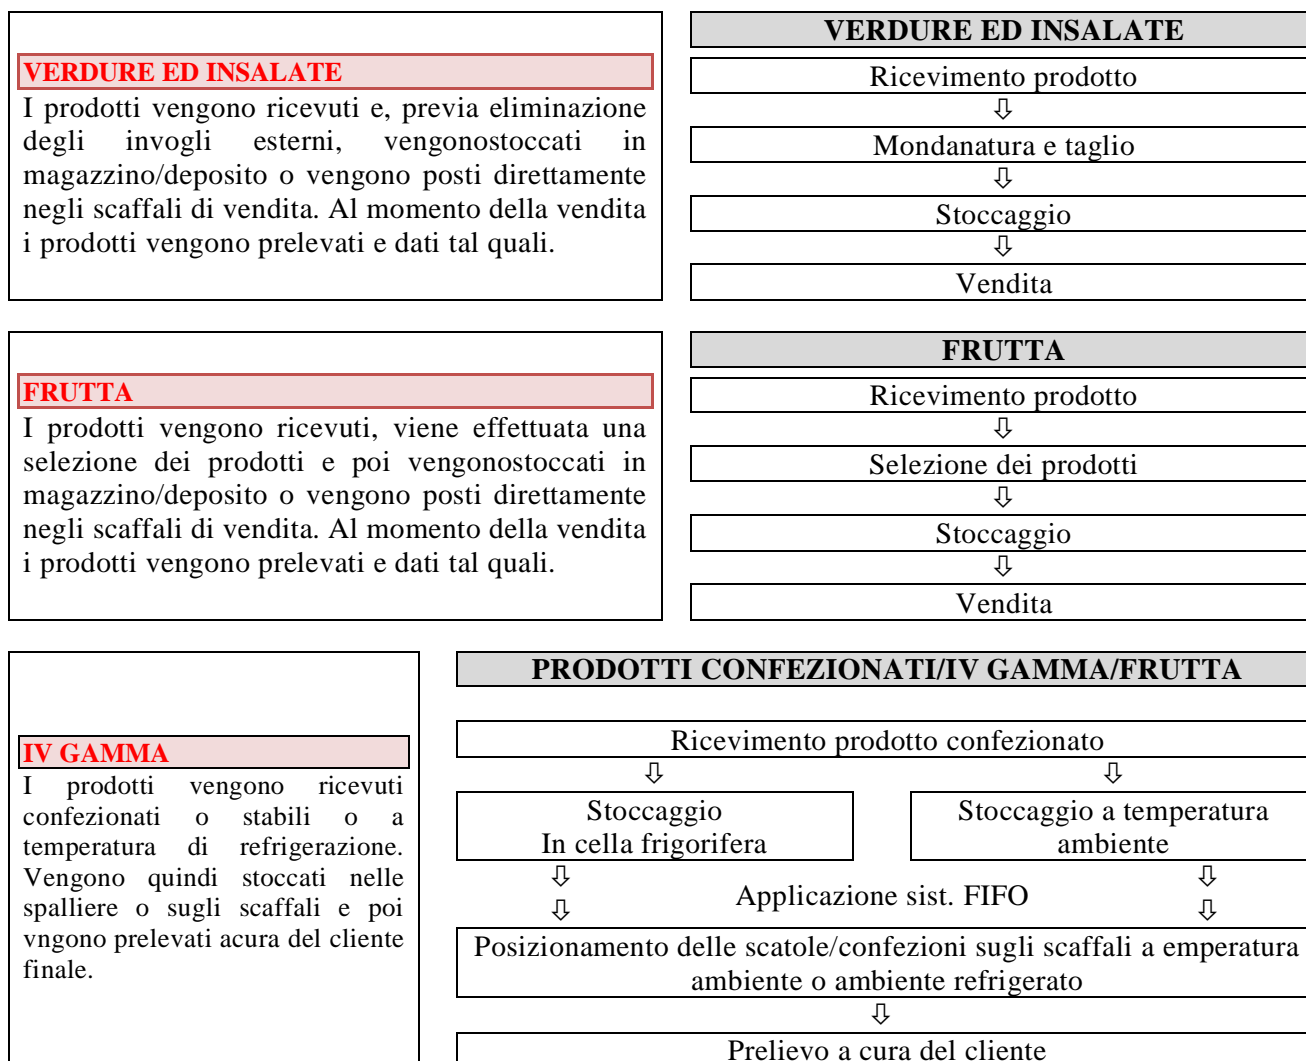 VERDURE ED INSALATE
I prodotti vengono ricevuti e, previa eliminazione
degli invogli esterni, vengonostoccati in
magazzino/deposito o vengono posti direttamente
negli scaffali di vendita. Al momento della vendita
i prodotti vengono prelevati e dati tal quali.
VERDURE ED INSALATE
Ricevimento prodotto
⇩
Mondanatura e taglio
⇩
Stoccaggio
⇩
Vendita
FRUTTA
I prodotti vengono ricevuti, viene effettuata una
selezione dei prodotti e poi vengonostoccati in
magazzino/deposito o vengono posti direttamente
negli scaffali di vendita. Al momento della vendita
i prodotti vengono prelevati e dati tal quali.
FRUTTA
Ricevimento prodotto
⇩
Selezione dei prodotti
⇩
Stoccaggio
⇩
Vendita
IV GAMMA
I prodotti vengono ricevuti
confezionati o stabili o a
temperatura di refrigerazione.
Vengono quindi stoccati nelle
spalliere o sugli scaffali e poi
vngono prelevati acura del cliente
finale.
PRODOTTI CONFEZIONATI/IV GAMMA/FRUTTA
Ricevimento prodotto confezionato
⇩ ⇩
Stoccaggio
In cella frigorifera
Stoccaggio a temperatura
ambiente
⇩ ⇩
Applicazione sist. FIFO
⇩ ⇩
Posizionamento delle scatole/confezioni sugli scaffali a emperatura
ambiente o ambiente refrigerato
⇩
Prelievo a cura del cliente